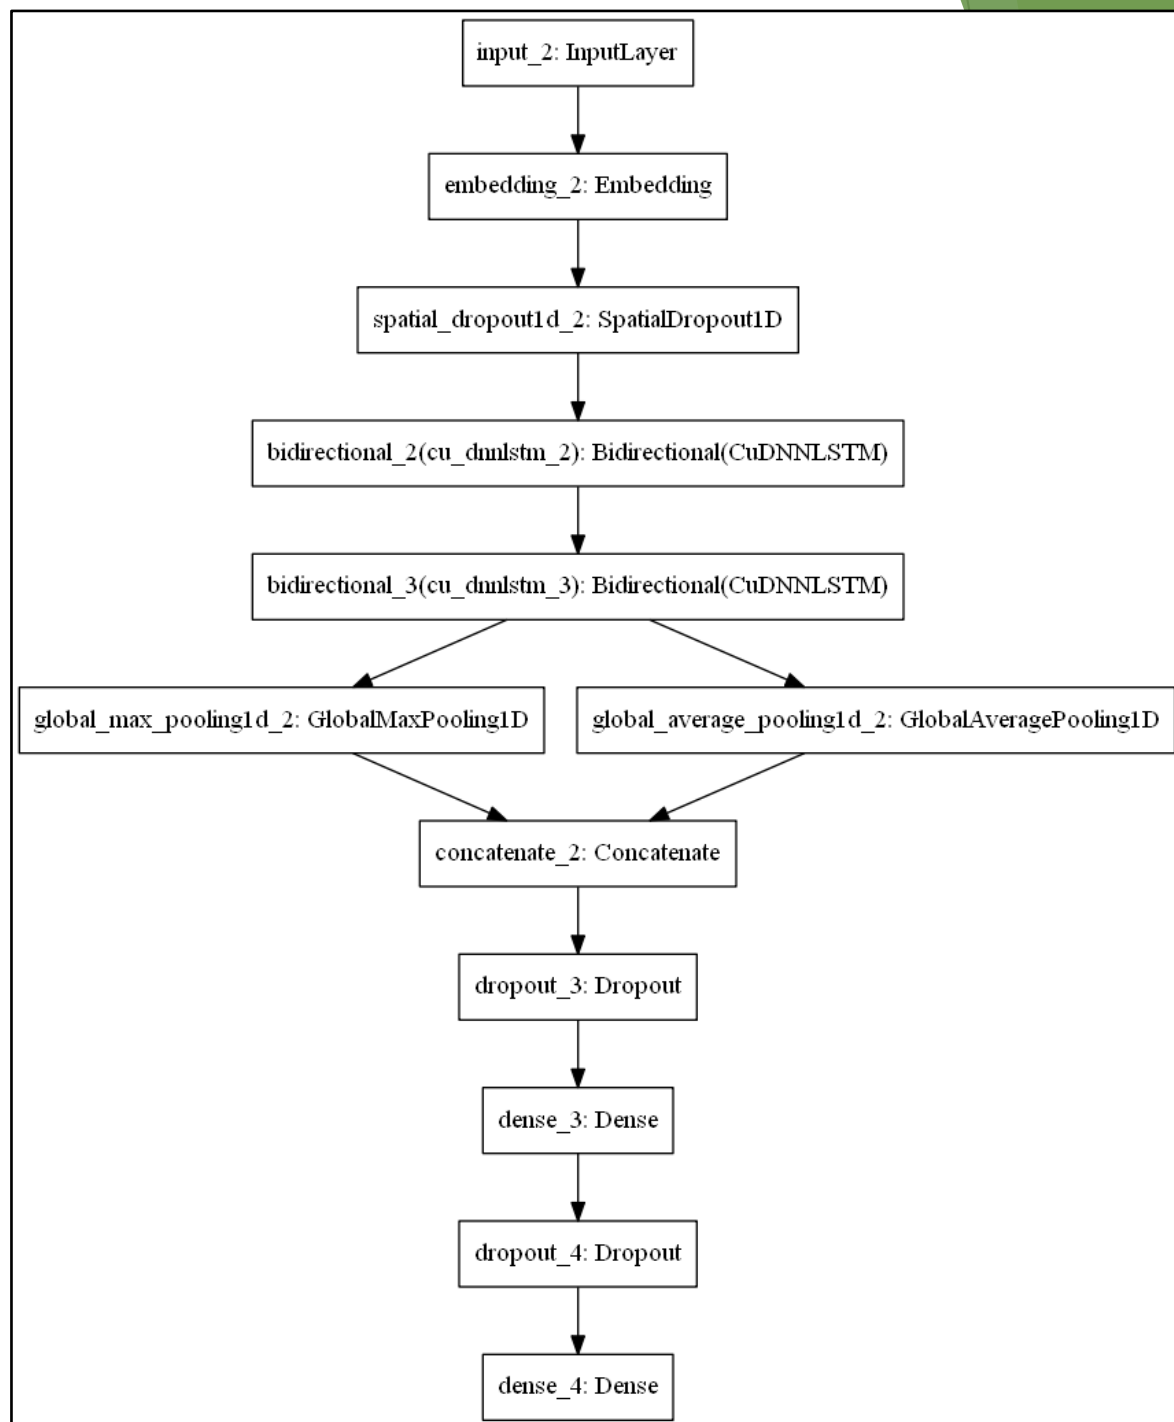 input_2: InputLayer
embedding_2: Embedding
spatial_dropout1d_2: SpatialDropout1D
bidirectional_2(cu_dnnlstm_2): Bidirectional(CuDNNLSTM)
bidirectional_3(cu_dnnlstm_3): Bidirectional(CuDNNLSTM)
global_max_pooling1d_2: GlobalMaxPooling1D
global_average_pooling1d_2: GlobalAveragePooling1D
concatenate_2: Concatenate
dropout_3: Dropout
dense_3: Dense
dropout_4: Dropout
dense_4: Dense